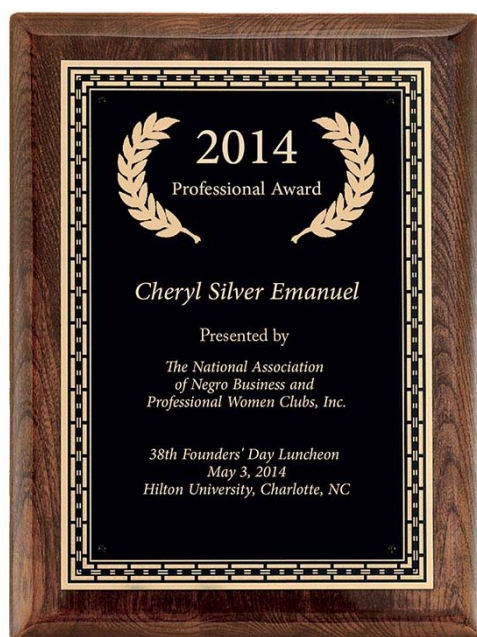 2014
Professional Award
Cheryl Silver Emanuel
Presented by
The National Association
of Negro Business and
Professional Women Clubs, Inc.
38th Founders' Day Luncheon
May 3, 2014
Hilton University, Charlotte, NC